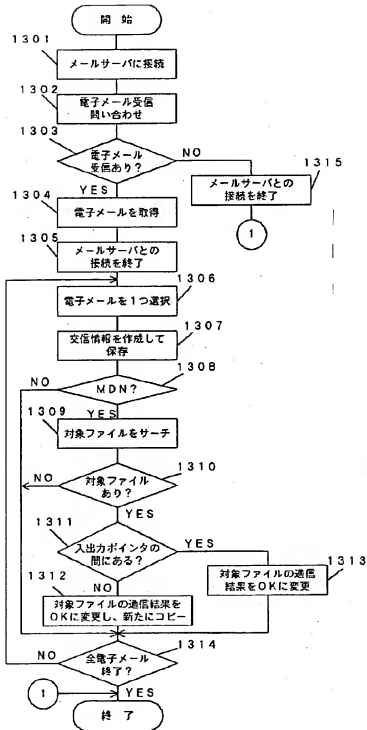 開 始
1301
メールサーバに接続
1302
電子メール受信
問い合わせ
1303
電子メール
受信あり?
NO
1315
YES
メールサーバとの
接続を終了
1304
電子メールを取得
1
1305
メールサーバとの
接続を終了
1306
電子メールを1つ選択
1307
交信情報を作成して
保存
1308
NO
MDN?
1309
YES
対象ファイルをサーチ
1310
NO
対象ファイル
あり?
1311
YES
入出力ポインタの
間にある?
YES
1313
1312
NO
対象ファイルの通信
結果をOKに変更
対象ファイルの通信結果を
OKに変更し、新たにコピー
1314
NO
全電子メール
終了?
1
YES
終 了